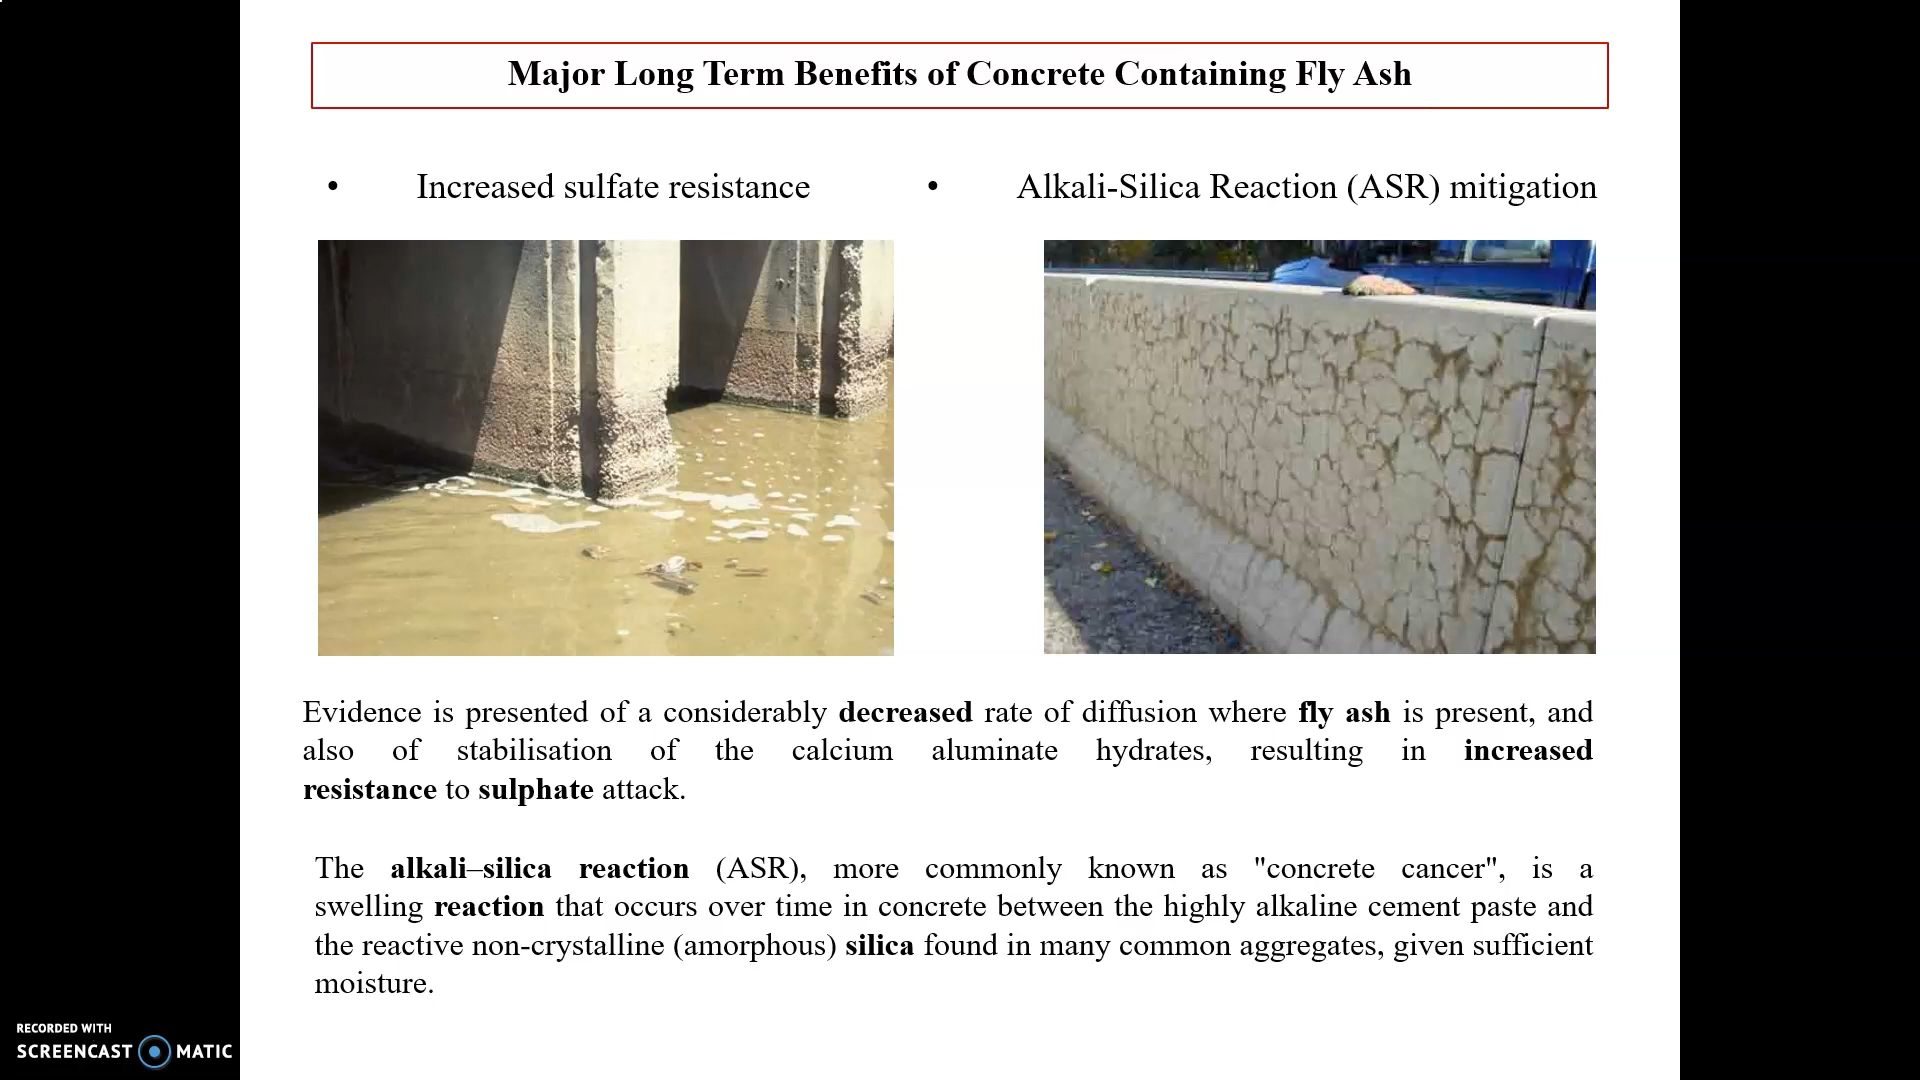 Major Long Term Benefits of Concrete Containing Fly Ash
• Increased sulfate resistance
• Alkali-Silica Reaction (ASR) mitigation
Evidence is presented of a considerably decreased rate of diffusion where fly ash is present, and
also of stabilisation of the calcium aluminate hydrates, resulting in increased
resistance to sulphate attack.
The alkali–silica reaction (ASR), more commonly known as "concrete cancer", is a
swelling reaction that occurs over time in concrete between the highly alkaline cement paste and
the reactive non-crystalline (amorphous) silica found in many common aggregates, given sufficient
moisture.
RECORDED WITH
SCREENCAST MATIC